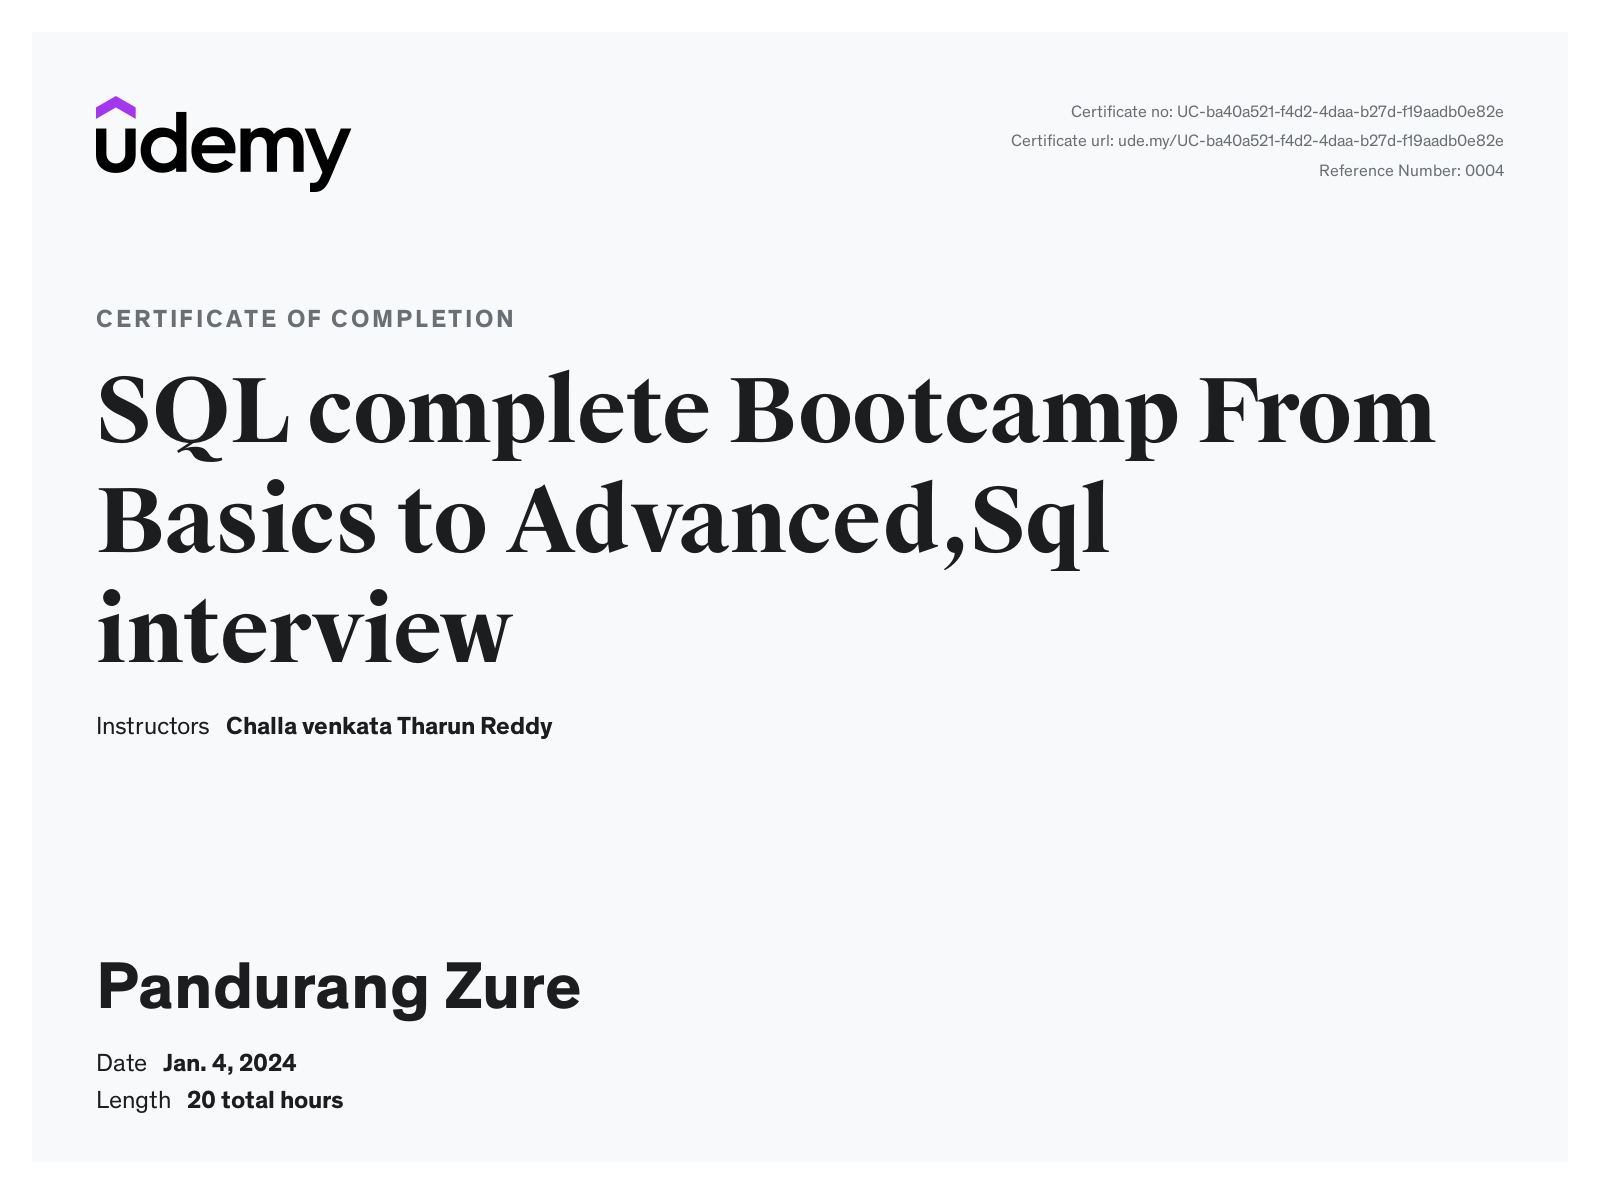 udemy
Certificate no: UC-ba40a521-f4d2-4daa-b27d-f19aadb0e82e
Certificate url: ude.my/UC-ba40a521-f4d2-4daa-b27d-f19aadb0e82e
Reference Number: 0004
CERTIFICATE OF COMPLETION
SQL complete Bootcamp From
Basics to Advanced,Sql
interview
Instructors Challa venkata Tharun Reddy
Pandurang Zure
Date Jan. 4, 2024
Length 20 total hours